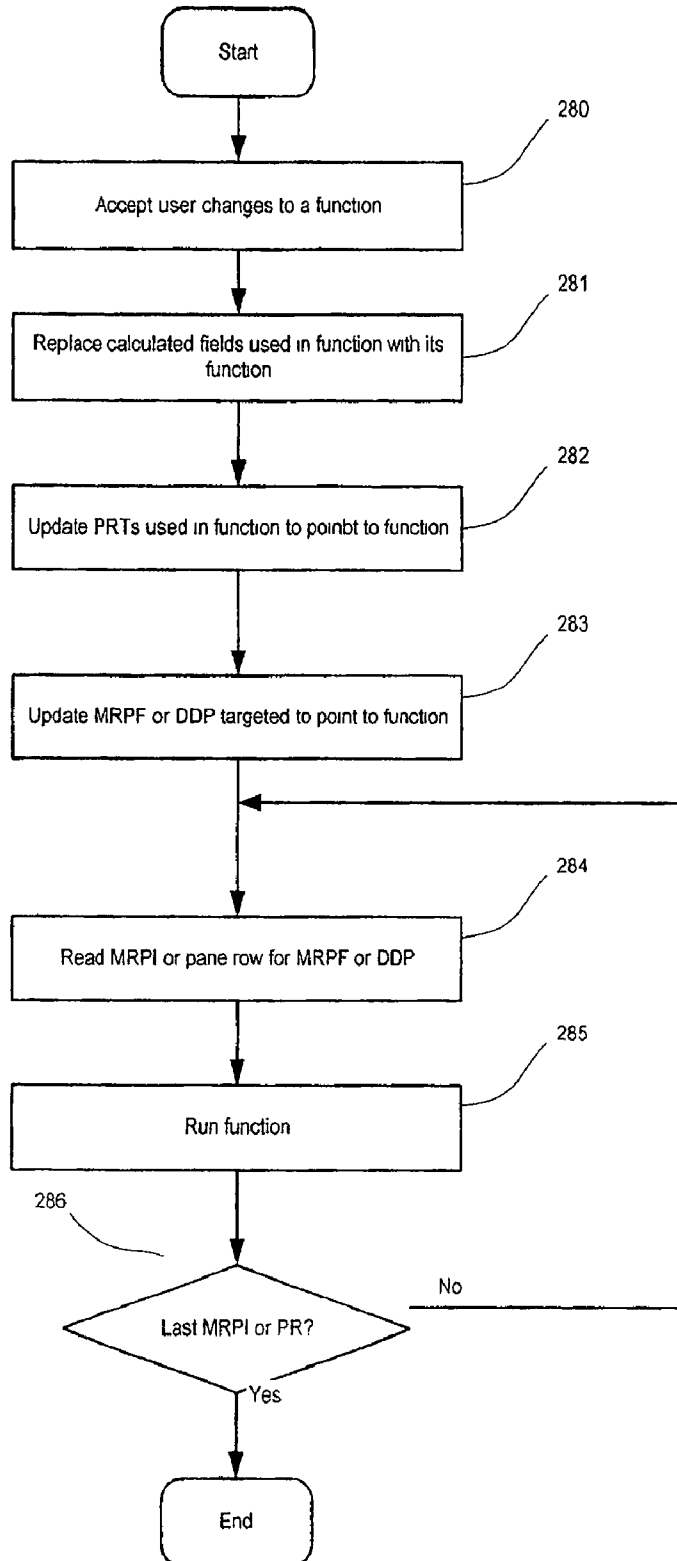 Start
280
Accept user changes to a function
281
Replace calculated fields used in function with its
function
282
Update PRTs used in function to poinbt to function
283
Update MRPF or DDP targeted to point to function
284
Read MRPI or pane row for MRPF or DDP
285
Run function
286
Last MRPI or PR?
No
Yes
End